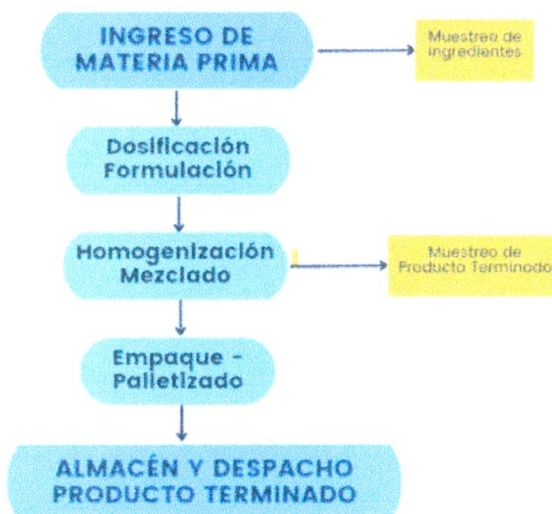 INGRESO DE
MATERIA PRIMA
Muestreo de
Ingredientes
Dosificación
Formulación
Homogenización
Mezclado
Muestreo de
Producto Terminado
Empaque -
Palletizado
ALMACÉN Y DESPACHO
PRODUCTO TERMINADO